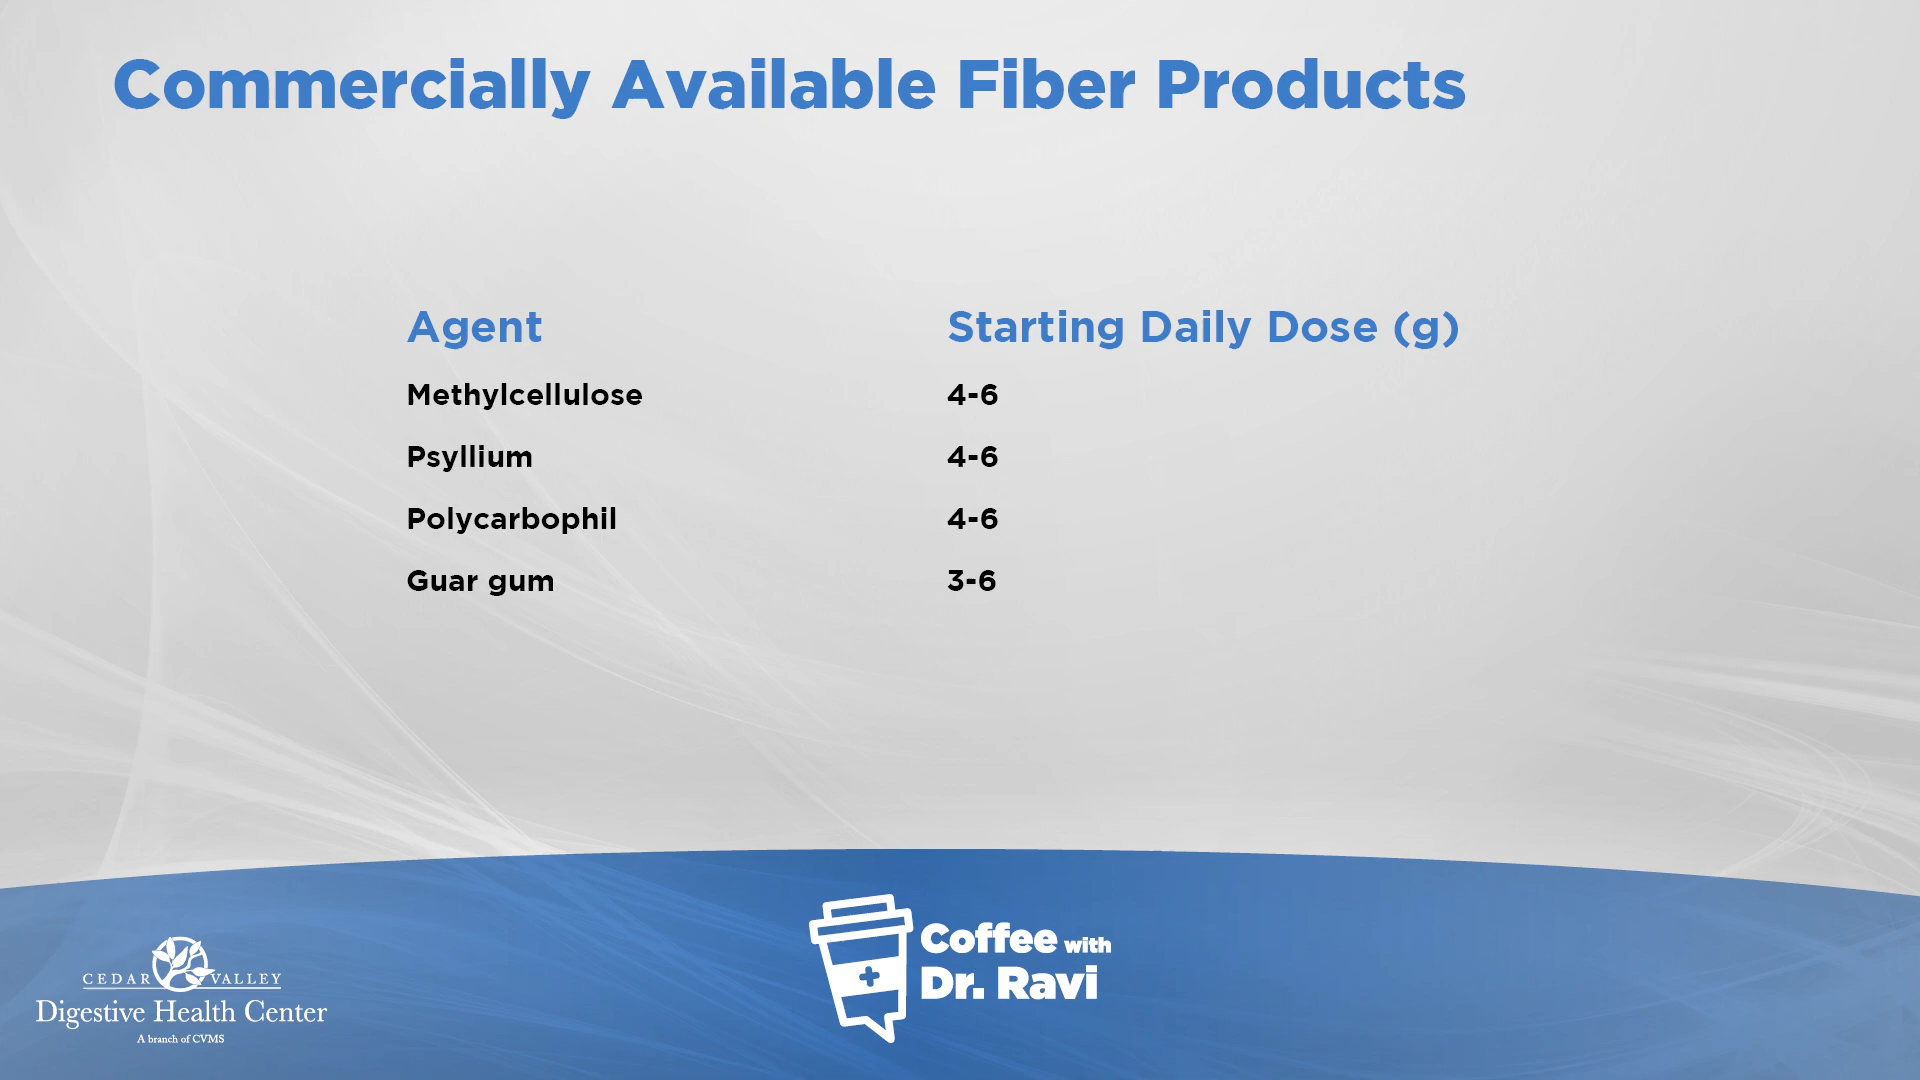 Commercially Available Fiber Products
Agent Starting Daily Dose (g)
Methylcellulose 4-6
Psyllium 4-6
Polycarbophil 4-6
Guar gum 3-6
CEDAR VALLEY
Digestive Health Center
A branch of CVMS
Coffee with
Dr. Ravi